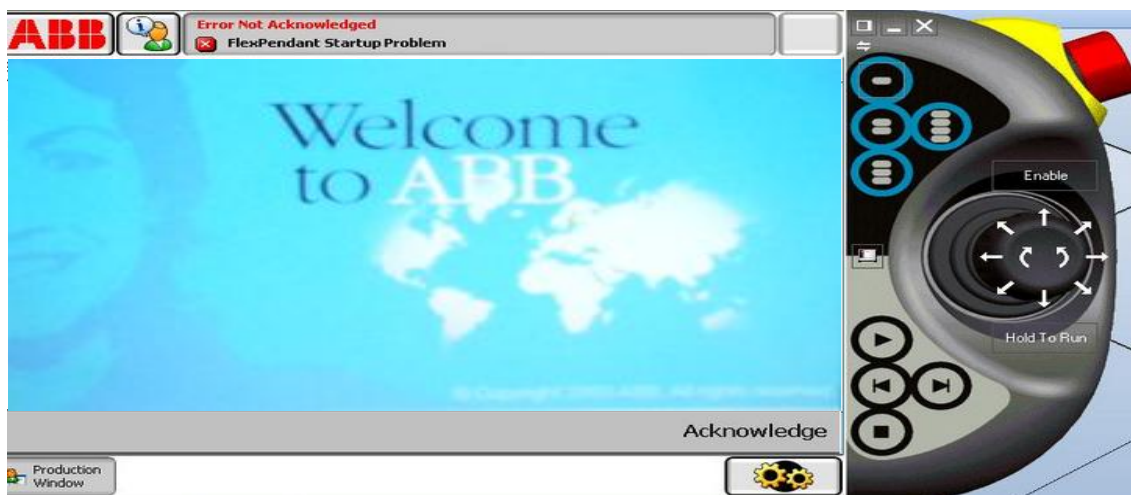 ABB
Error Not Acknowledged
FlexPendant Startup Problem
Welcome
to ABB
Enable
Hold To Run
Acknowledge
Production
Window